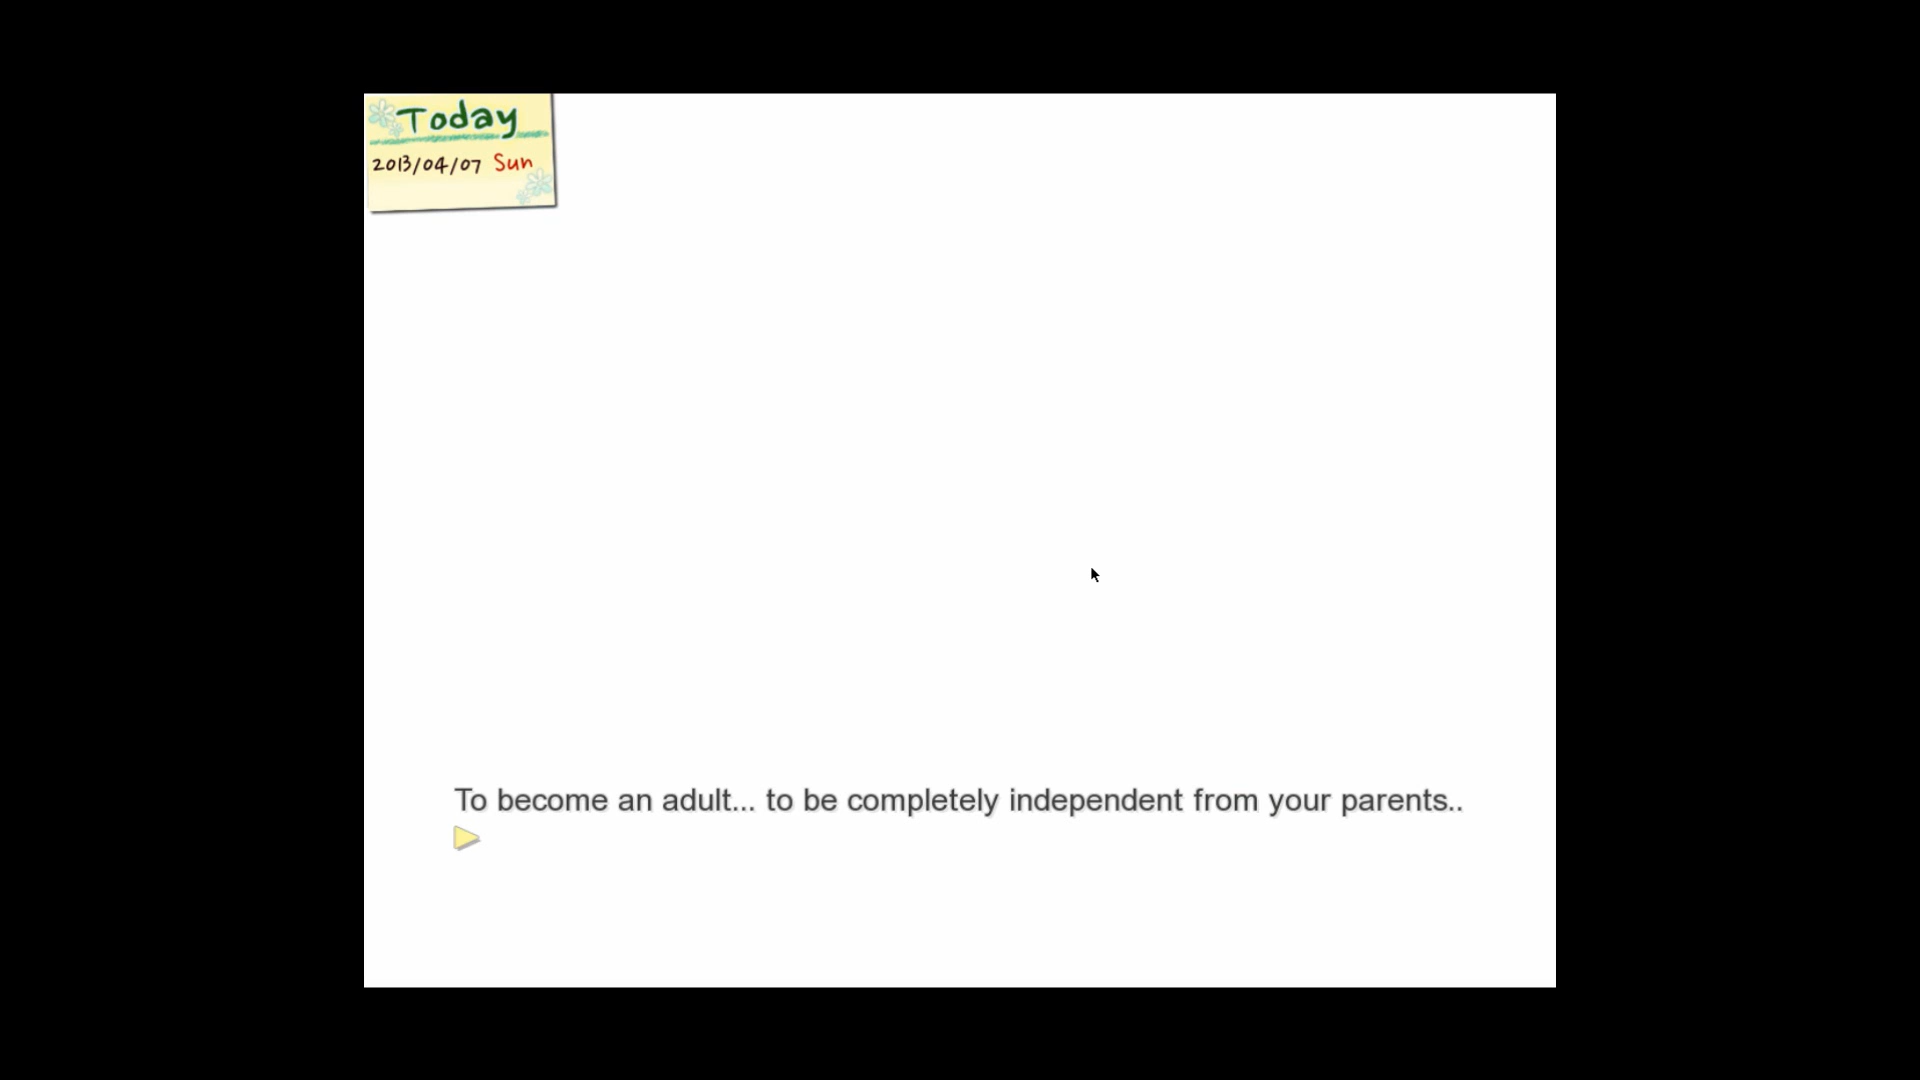 Today
2013/04/07 Sun
To become an adult... to be completely independent from your parents..